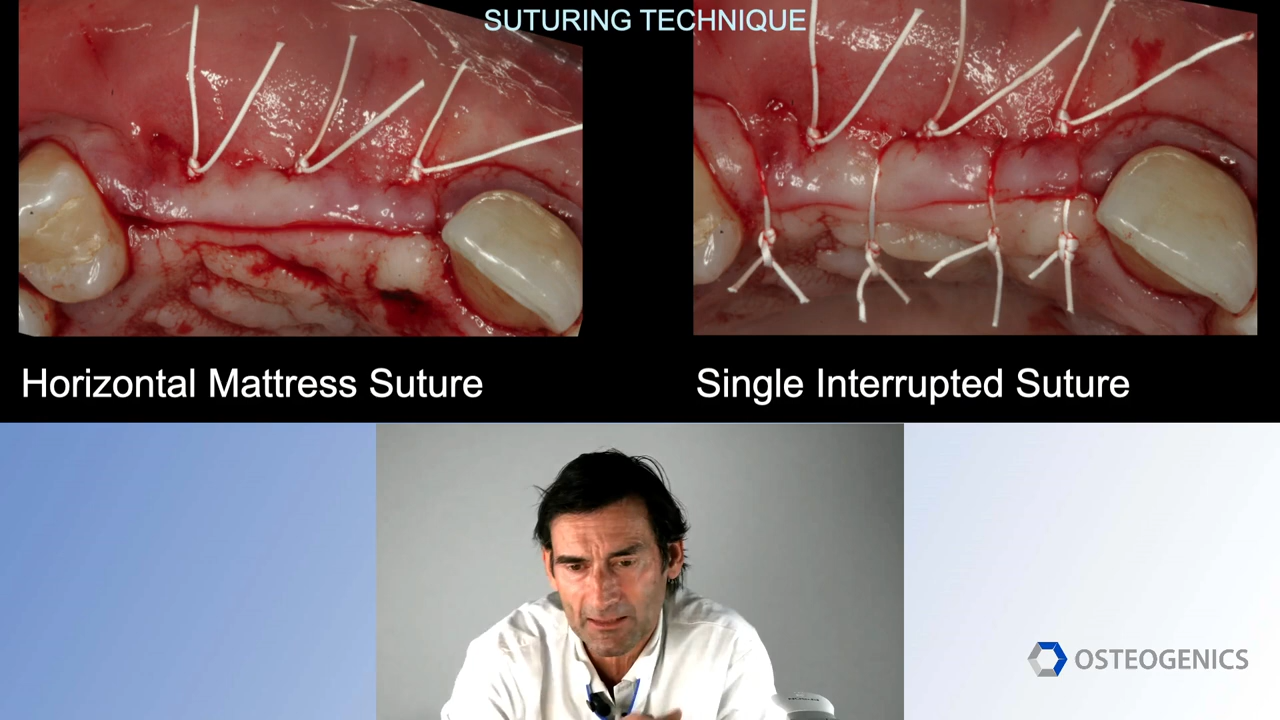 SUTURING TECHNIQUE
Horizontal Mattress Suture
Single Interrupted Suture
OSTEOGENICS